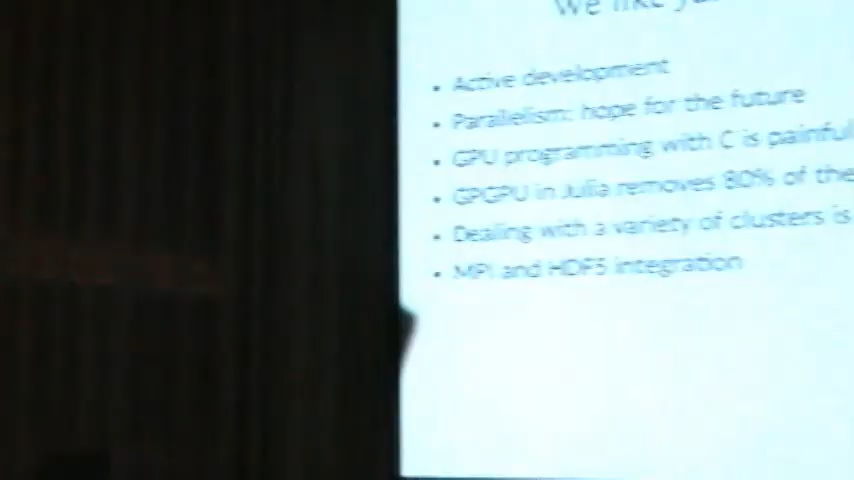 We like
• Active development
• Parallelism: hope for the future
• GPU programming with C is painful
• GPGPU in Julia removes 80% of the
• Dealing with a variety of clusters is
• MPI and HDF5 integration